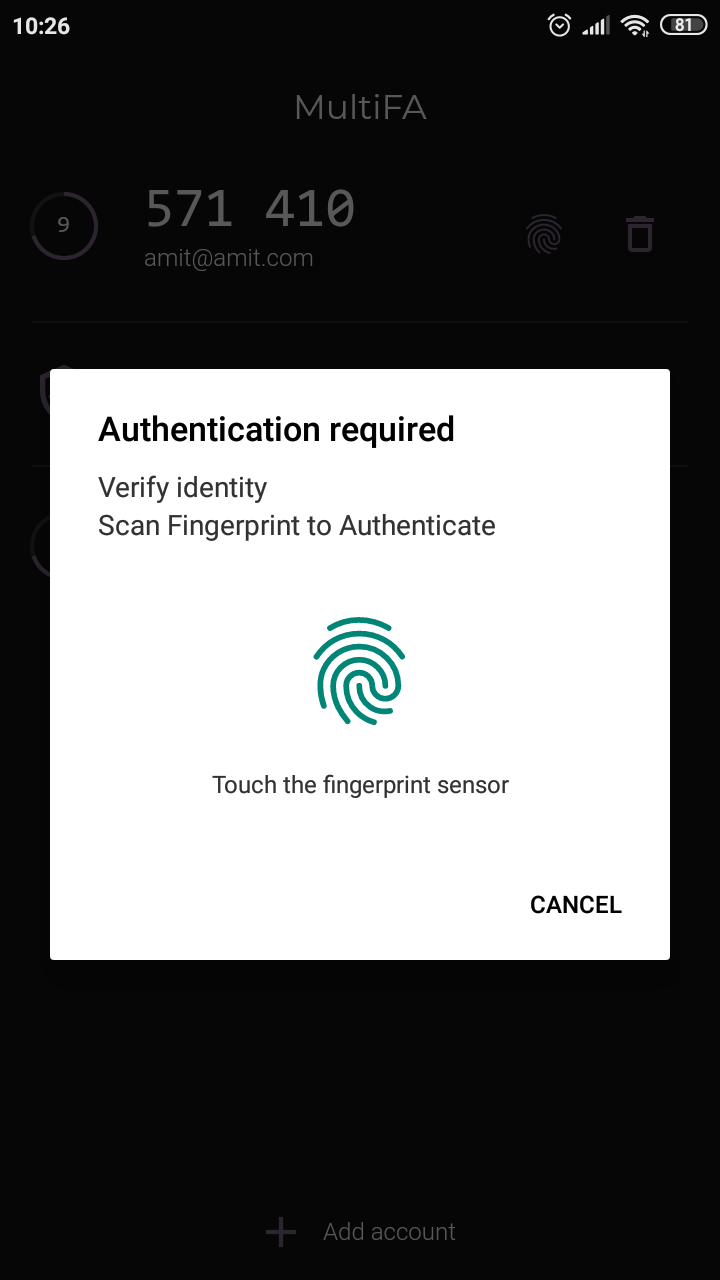 10:26
81
MultiFA
9
571 410
amit@amit.com
Authentication required
Verify identity
Scan Fingerprint to Authenticate
Touch the fingerprint sensor
CANCEL
Add account